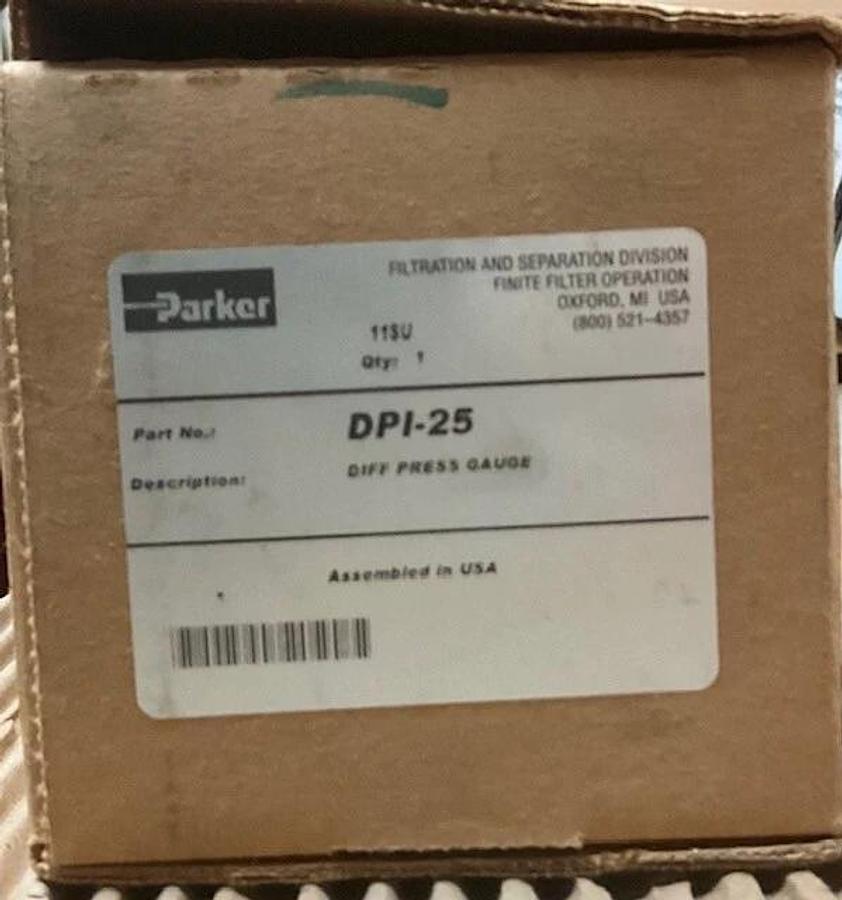 Parker
FILTRATION AND SEPARATION DIVISION
FINITE FILTER OPERATION
OXFORD, MI USA
(800) 521-4357
11SU
Qty: 1
Part No.: DPI-25
Description: DIFF PRESS GAUGE
Assembled in USA